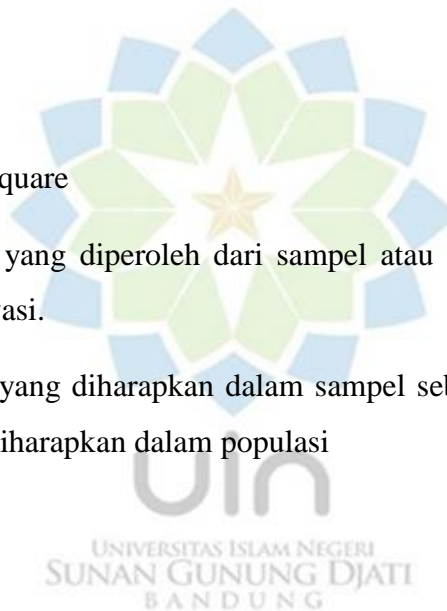 quare
yang diperoleh dari sampel atau
asi.
yang diharapkan dalam sampel
iharapkan dalam populasi
uin
UNIVERSITAS ISLAM NEGERI
SUNAN GUNUNG DJATI
BANDUNG